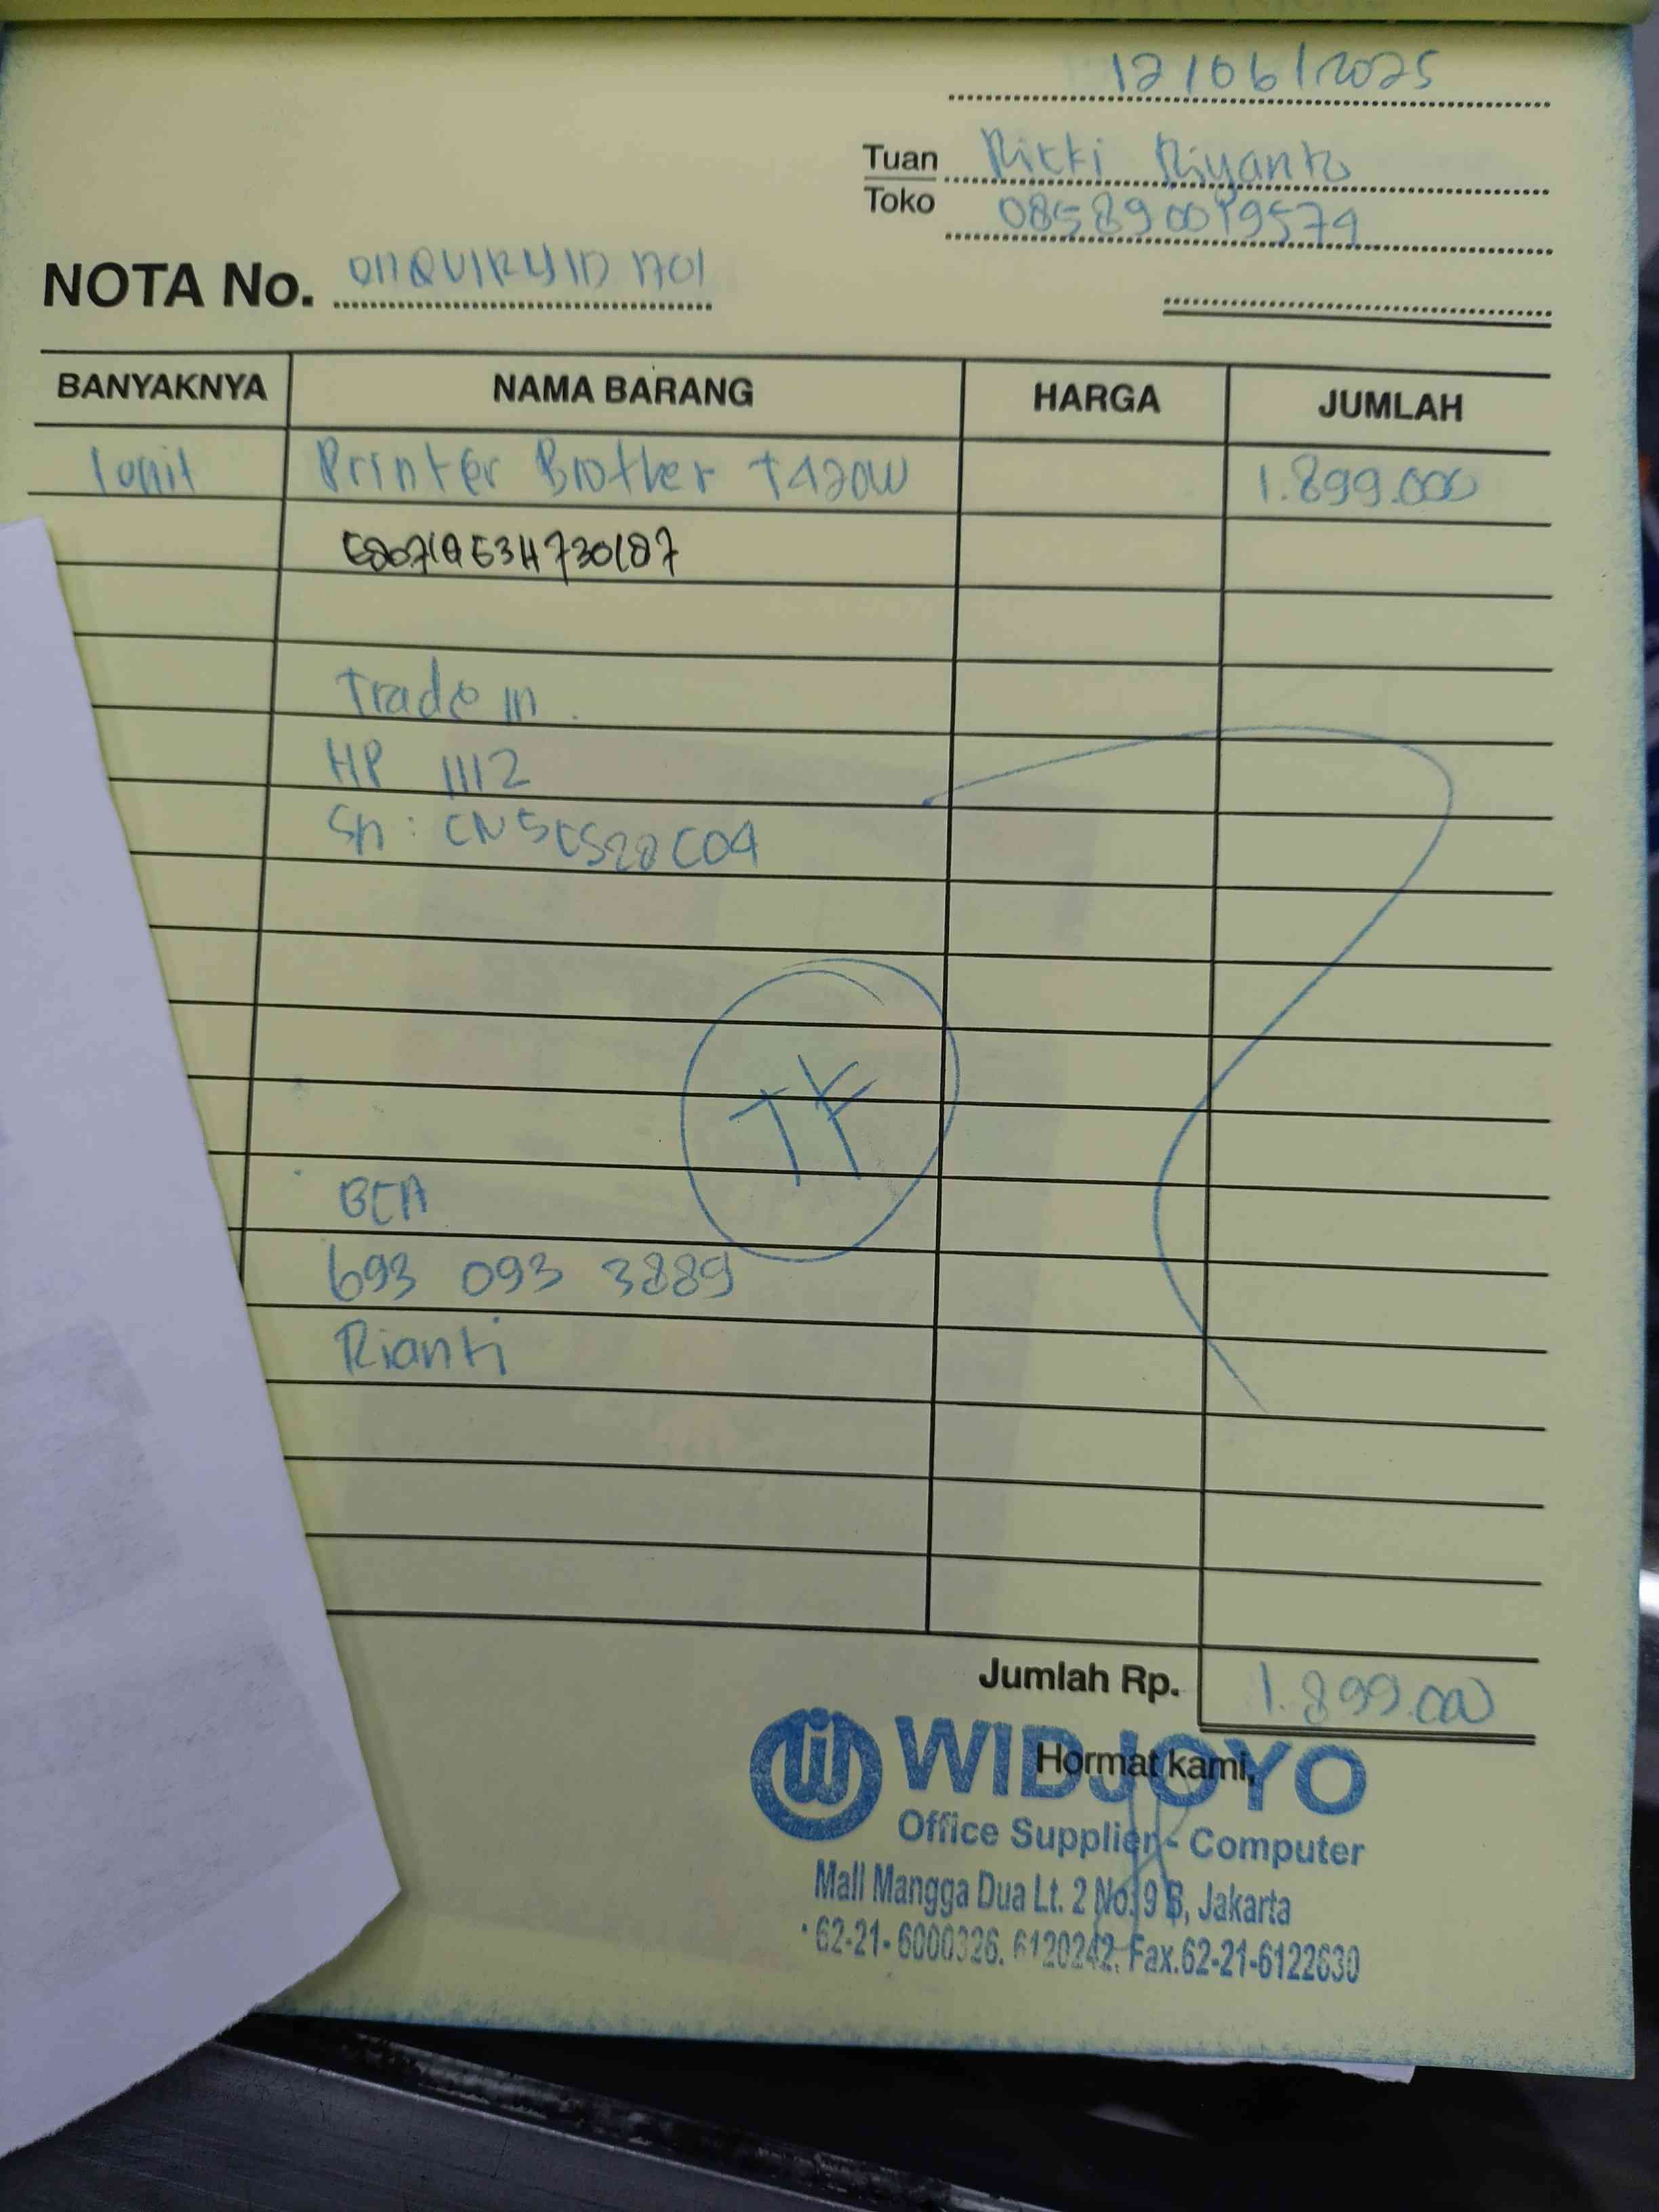 12/06/2025
Tuan Ricki Riyanto
Toko 085890019579
NOTA No.
BANYAKNYA NAMA BARANG HARGA JUMLAH
1 unit Printer Brother T420W 1.899.000
Trade in.
HP 1112
Sn : CN5CS20C04
TF
BCA
693 093 3889
Rianti
Jumlah Rp. 1.899.000
Hormat kami,
WIDJOYO
Office Supplier - Computer
Mall Mangga Dua Lt. 2 No. 9 B, Jakarta
62-21-6000326. 6120242. Fax.62-21-6122630